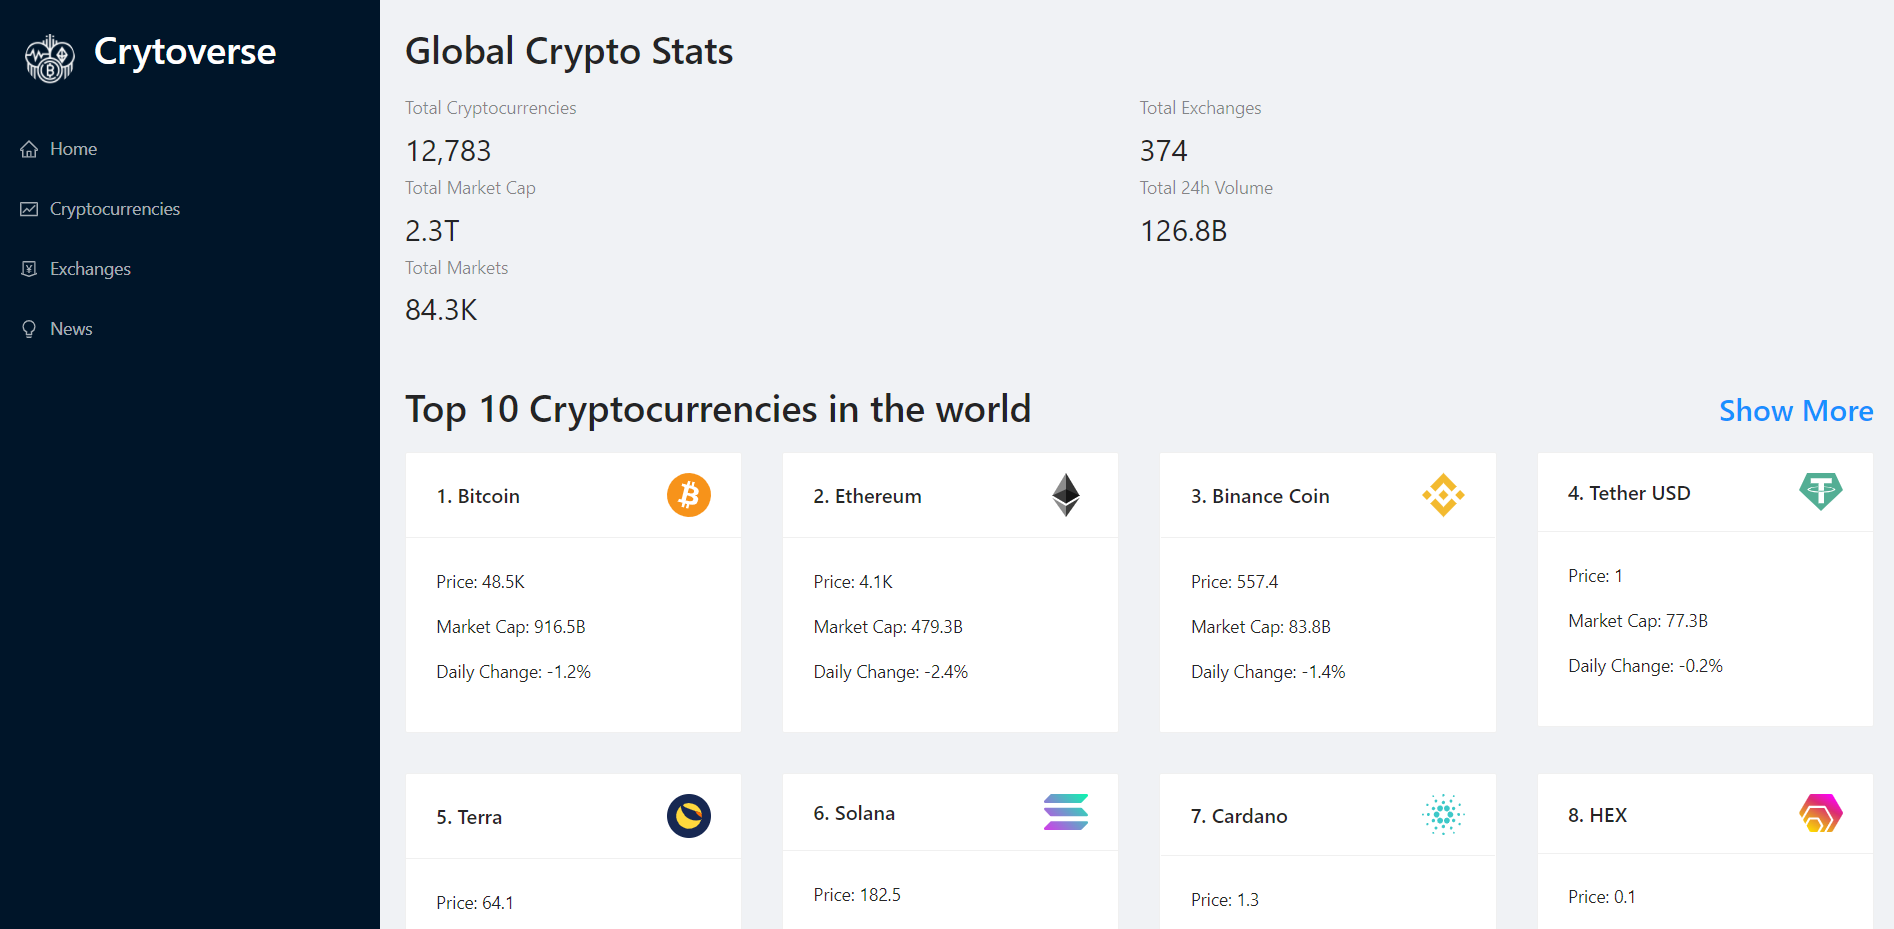 Crytoverse
Home
Cryptocurrencies
Exchanges
News
Global Crypto Stats
Total Cryptocurrencies
12,783
Total Exchanges
374
Total Market Cap
2.3T
Total 24h Volume
126.8B
Total Markets
84.3K
Top 10 Cryptocurrencies in the world
Show More
1. Bitcoin
Price: 48.5K
Market Cap: 916.5B
Daily Change: -1.2%
2. Ethereum
Price: 4.1K
Market Cap: 479.3B
Daily Change: -2.4%
3. Binance Coin
Price: 557.4
Market Cap: 83.8B
Daily Change: -1.4%
4. Tether USD
Price: 1
Market Cap: 77.3B
Daily Change: -0.2%
5. Terra
Price: 64.1
6. Solana
Price: 182.5
7. Cardano
Price: 1.3
8. HEX
Price: 0.1